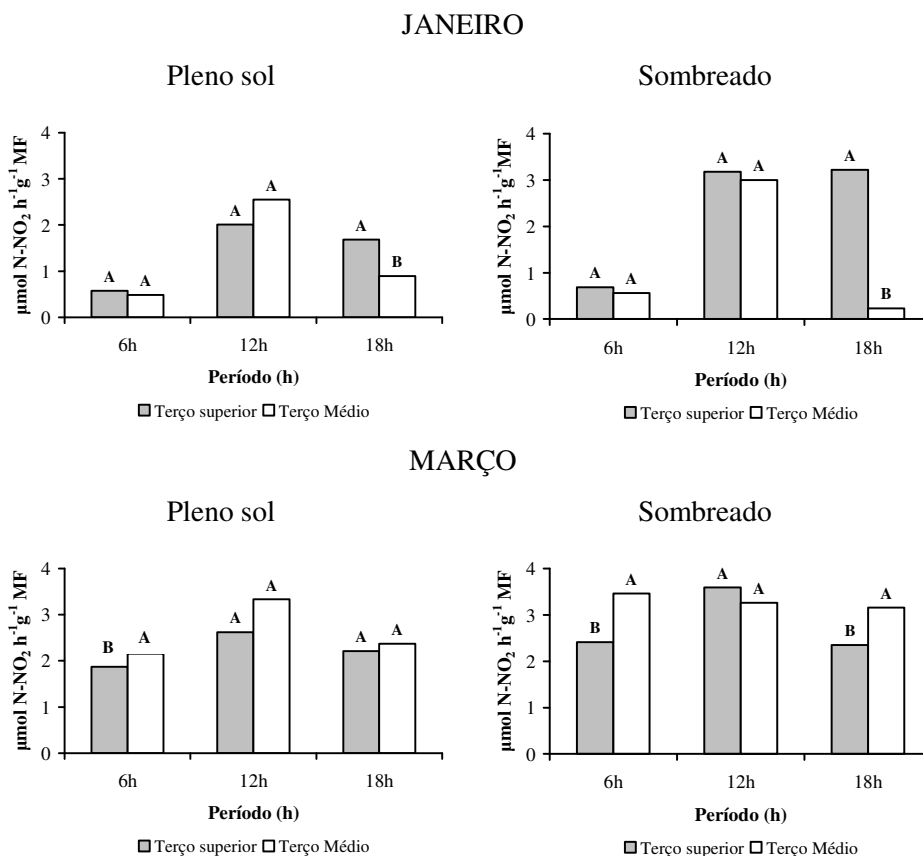 JANEIRO
Pleno sol
Sombreado
µmol N-NO₂ h⁻¹g⁻¹ MF
4
3
2
1
0
A A
A A
A B
6h 12h 18h
Período (h)
Terço superior Terço Médio
µmol N-NO₂ h⁻¹g⁻¹ MF
4
3
2
1
0
A A
A A
A B
6h 12h 18h
Período (h)
Terço superior Terço Médio
MARÇO
Pleno sol
Sombreado
µmol N-NO₂ h⁻¹g⁻¹ MF
4
3
2
1
0
B A
A A
A A
6h 12h 18h
Período (h)
Terço superior Terço Médio
µmol N-NO₂ h⁻¹g⁻¹ MF
4
3
2
1
0
B A
A A
B A
6h 12h 18h
Período (h)
Terço superior Terço Médio